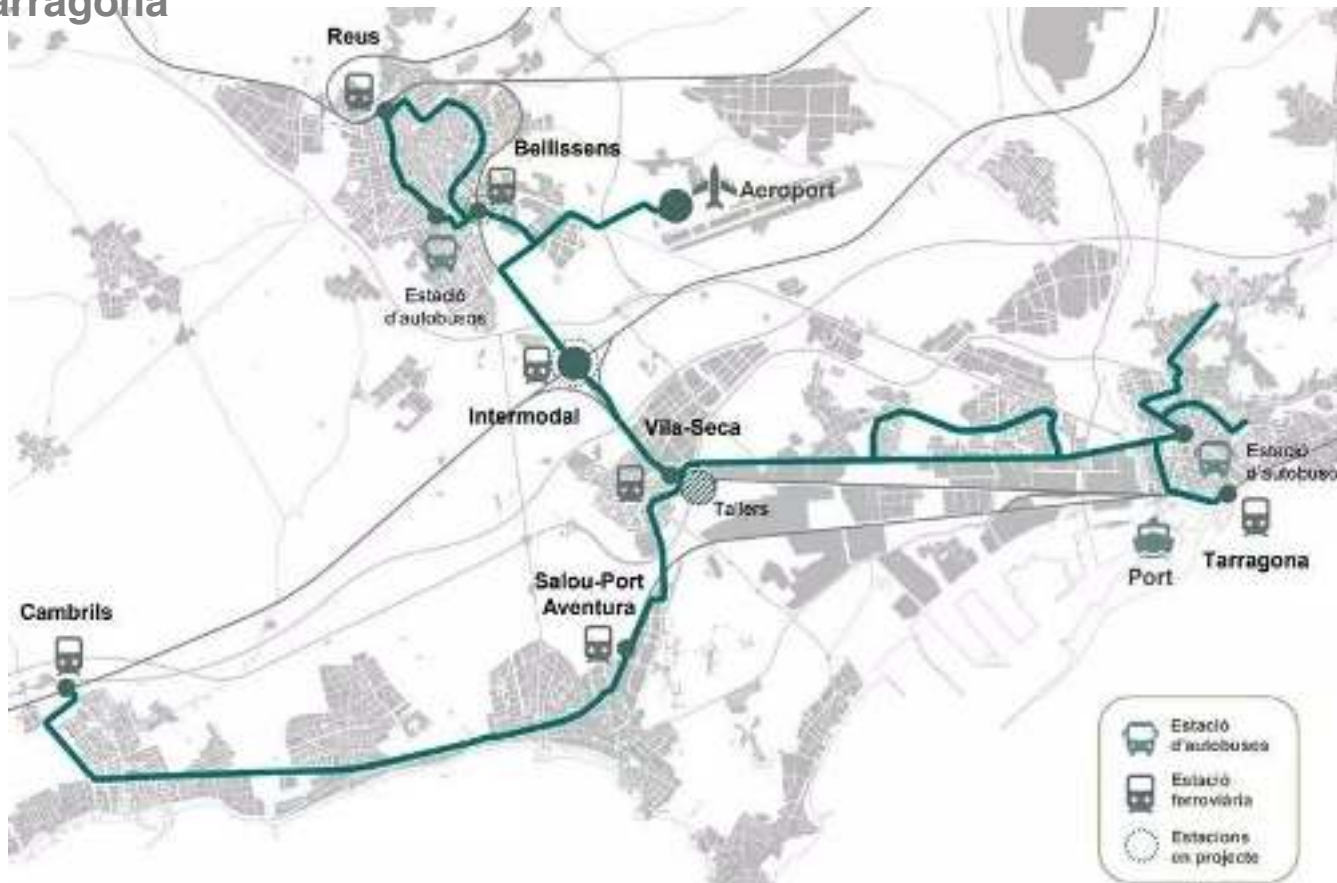 arragona
Reus
Bellissens
Aeroport
Estació
d'autobusos
Intermodal
Vila-Seca
Estació
d'autobuso
Tallers
Tarragona
Port
Salou-Port
Aventura
Cambrils
Estació
d'autobusos
Estació
ferroviària
Estacions
en projecte